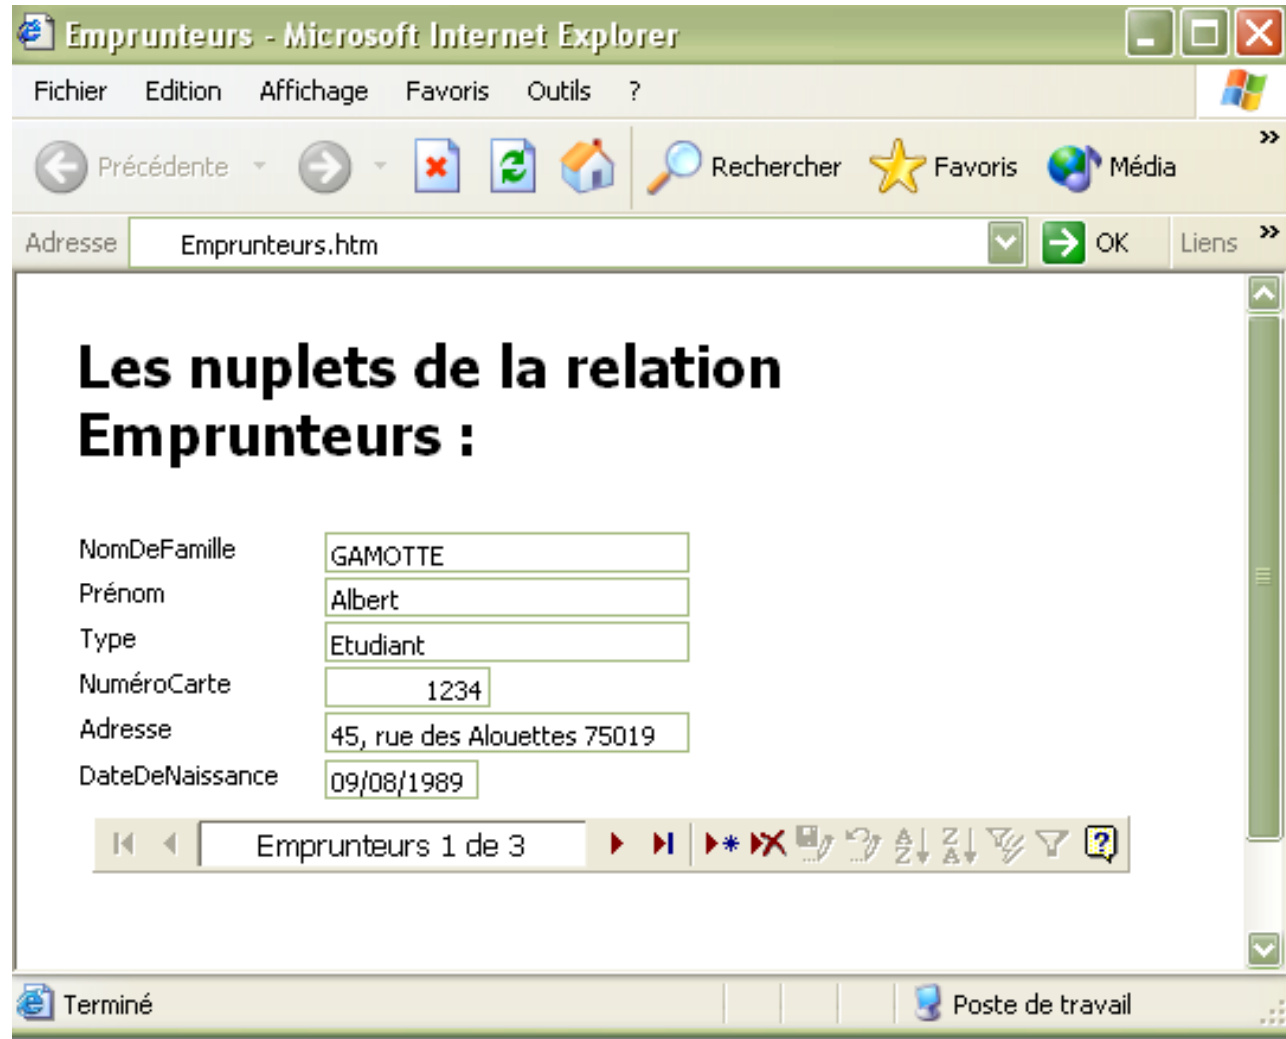 Emprunteurs - Microsoft Internet Explorer
Fichier Edition Affichage Favoris Outils ?
Précédente Rechercher Favoris Média »
Adresse Emprunteurs.htm OK Liens »
Les nuplets de la relation
Emprunteurs :
NomDeFamille GAMOTTE
Prénom Albert
Type Etudiant
NuméroCarte 1234
Adresse 45, rue des Alouettes 75019
DateDeNaissance 09/08/1989
Emprunteurs 1 de 3
Terminé Poste de travail